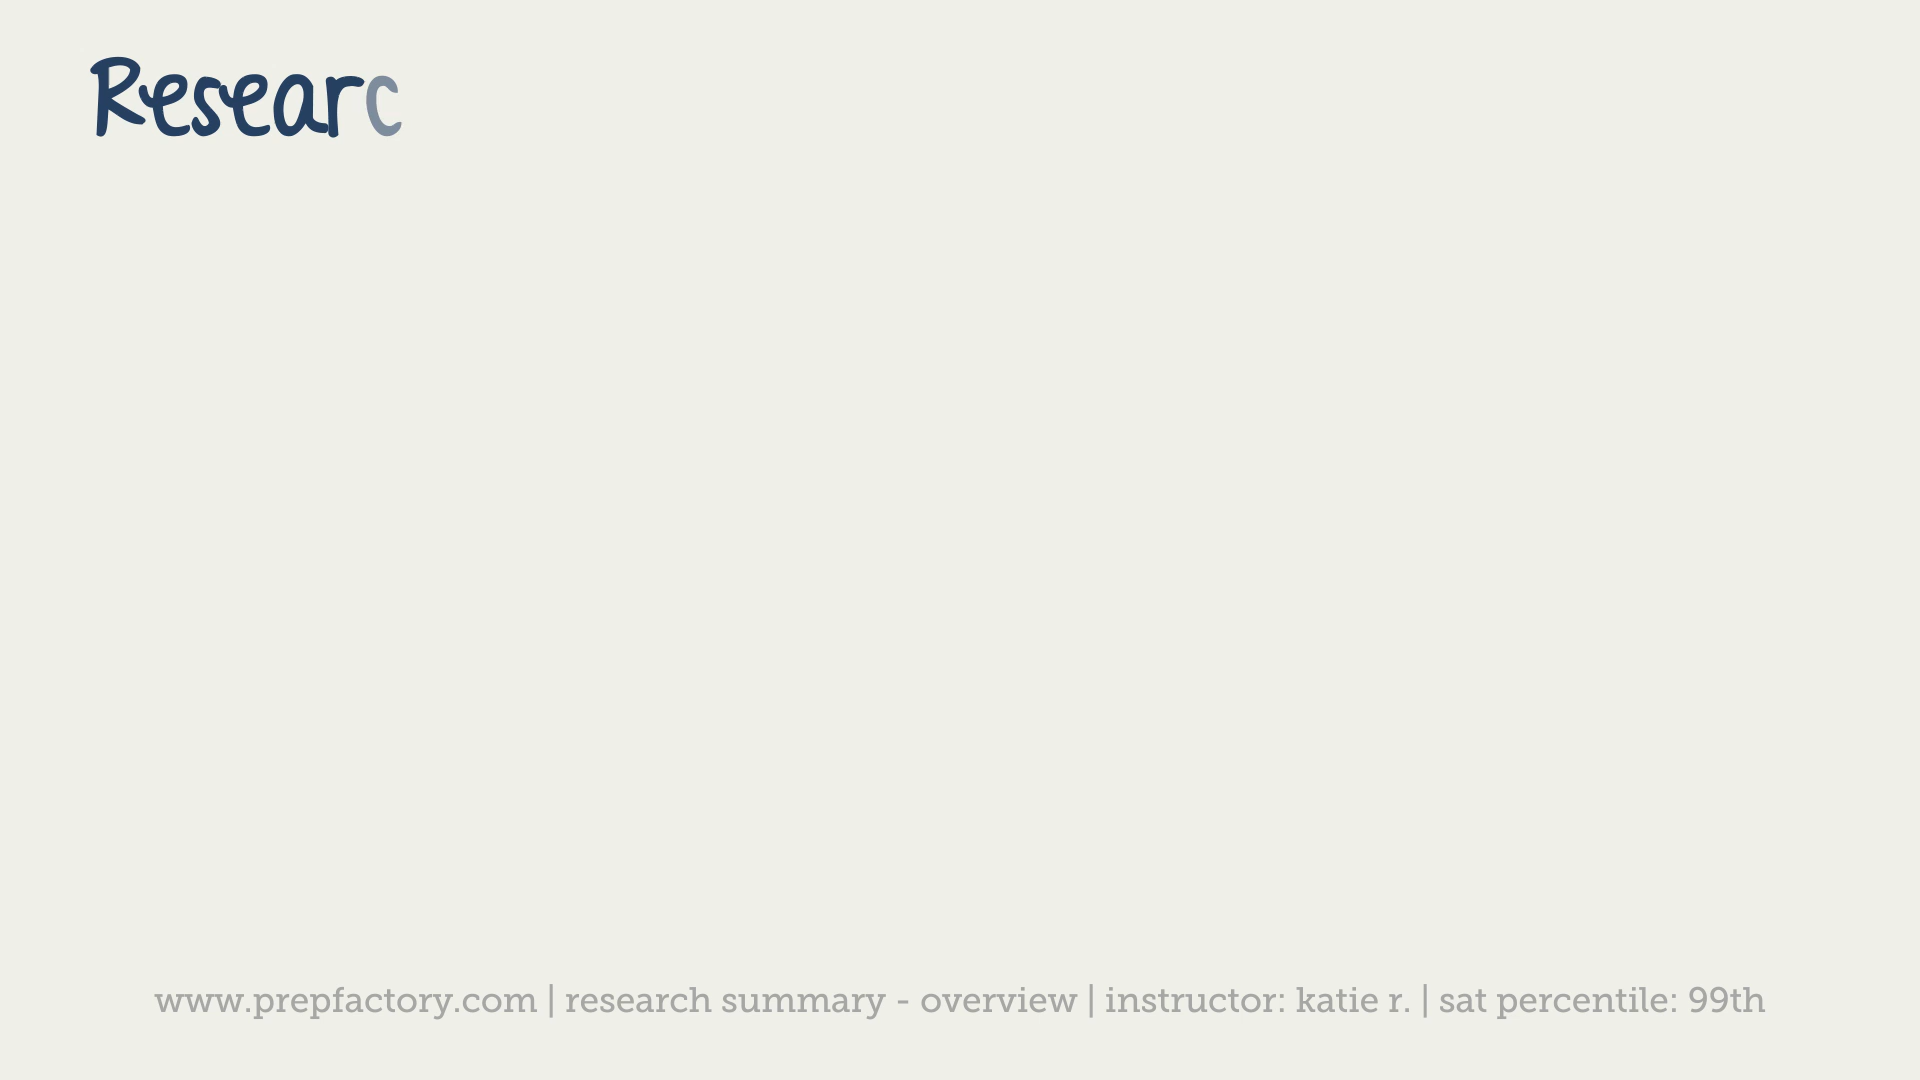 Researc
www.prepfactory.com | research summary - overview | instructor: katie r. | sat percentile: 99th